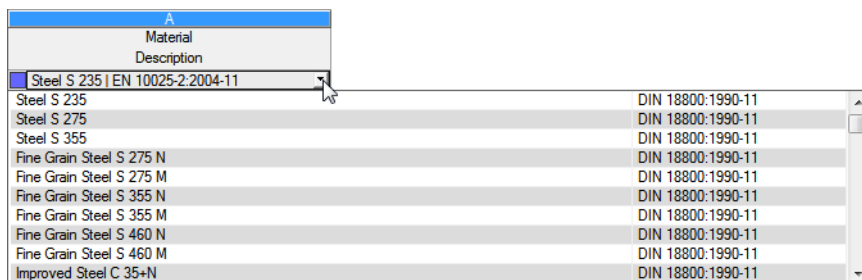 A
Material
Description
Steel S 235 | EN 10025-2:2004-11
Steel S 235 DIN 18800:1990-11
Steel S 275 DIN 18800:1990-11
Steel S 355 DIN 18800:1990-11
Fine Grain Steel S 275 N DIN 18800:1990-11
Fine Grain Steel S 275 M DIN 18800:1990-11
Fine Grain Steel S 355 N DIN 18800:1990-11
Fine Grain Steel S 355 M DIN 18800:1990-11
Fine Grain Steel S 460 N DIN 18800:1990-11
Fine Grain Steel S 460 M DIN 18800:1990-11
Improved Steel C 35+N DIN 18800:1990-11